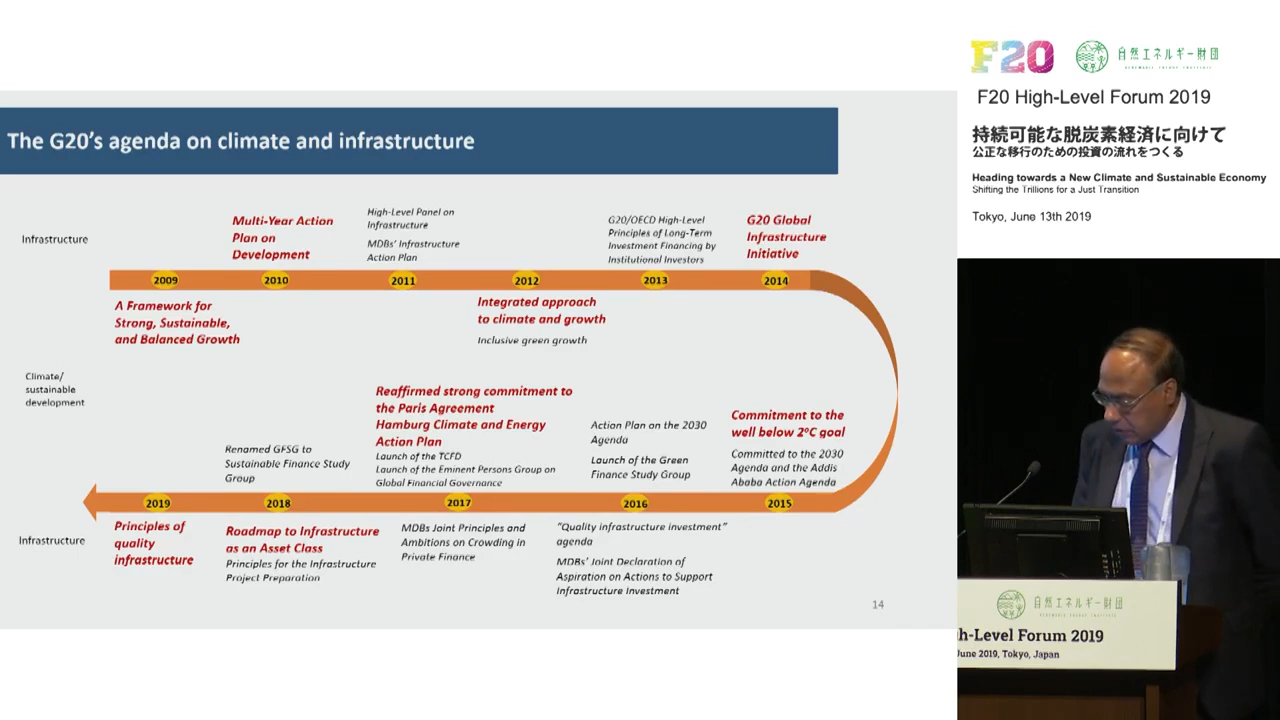 The G20's agenda on climate and infrastructure
Infrastructure
Multi-Year Action
Plan on
Development
High-Level Panel on
Infrastructure
MDBs' Infrastructure
Action Plan
G20/OECD High-Level
Principles of Long-Term
Investment Financing by
Institutional Investors
G20 Global
Infrastructure
Initiative
2009
2010
2011
2012
2013
2014
A Framework for
Strong, Sustainable,
and Balanced Growth
Integrated approach
to climate and growth
Inclusive green growth
Climate/
sustainable
development
Renamed GFSG to
Sustainable Finance Study
Group
Reaffirmed strong commitment to
the Paris Agreement
Hamburg Climate and Energy
Action Plan
Launch of the TCFD
Launch of the Eminent Persons Group on
Global Financial Governance
Action Plan on the 2030
Agenda
Launch of the Green
Finance Study Group
Commitment to the
well below 2°C goal
Committed to the 2030
Agenda and the Addis
Ababa Action Agenda
2019
2018
2017
2016
2015
Infrastructure
Principles of
quality
infrastructure
Roadmap to Infrastructure
as an Asset Class
Principles for the Infrastructure
Project Preparation
MDBs Joint Principles and
Ambitions on Crowding in
Private Finance
"Quality infrastructure investment"
agenda
MDBs' Joint Declaration of
Aspiration on Actions to Support
Infrastructure Investment
14
F20 自然エネルギー財団
RENEWABLE ENERGY INSTITUTE
F20 High-Level Forum 2019
持続可能な脱炭素経済に向けて
公正な移行のための投資の流れをつくる
Heading towards a New Climate and Sustainable Economy
Shifting the Trillions for a Just Transition
Tokyo, June 13th 2019
自然エネルギー財団
h-Level Forum 2019
June 2019, Tokyo, Japan